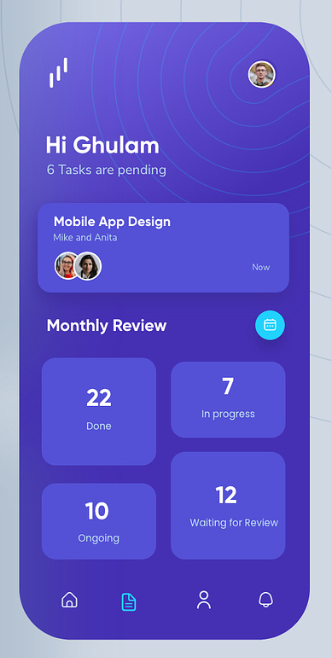 Hi Ghulam
6 Tasks are pending
Mobile App Design
Mike and Anita
Now
Monthly Review
22
Done
7
In progress
10
Ongoing
12
Waiting for Review